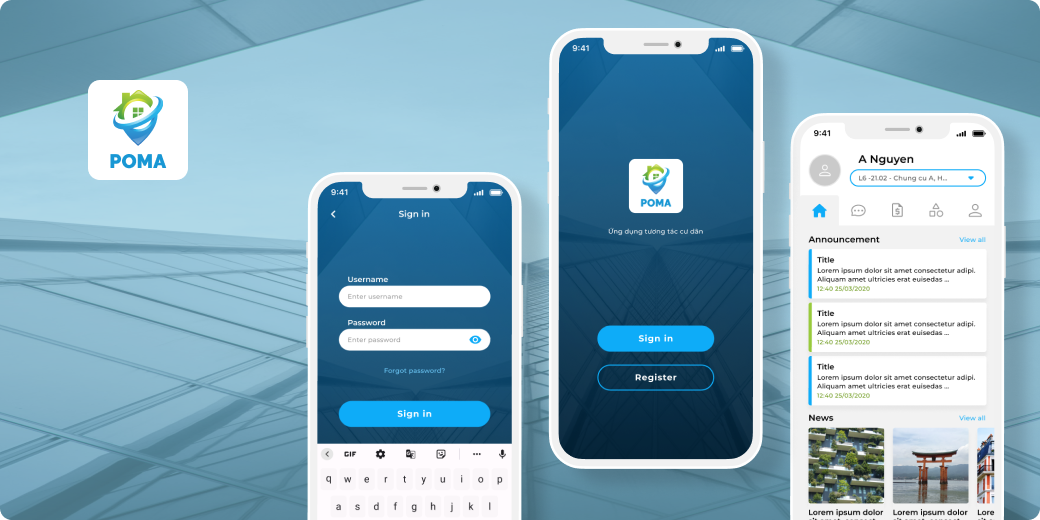 POMA
9:41
Sign in
Username
Enter username
Password
Enter password
Forgot password?
Sign in
GIF
q w e r t y u i o p
a s d f g h j k l
9:41
POMA
Ứng dụng tương tác cư dân
Sign in
Register
9:41
A Nguyen
L6 -21.02 - Chung cu A, H...
Announcement
View all
Title
Lorem ipsum dolor sit amet consectetur adipi.
Aliquam amet ultricies erat euisedas ...
12:40 25/03/2020
Title
Lorem ipsum dolor sit amet consectetur adipi.
Aliquam amet ultricies erat euisedas ...
12:40 25/03/2020
Title
Lorem ipsum dolor sit amet consectetur adipi.
Aliquam amet ultricies erat euisedas ...
12:40 25/03/2020
News
View all
Lorem ipsum dolor
Lorem ipsum dolor
Lorem